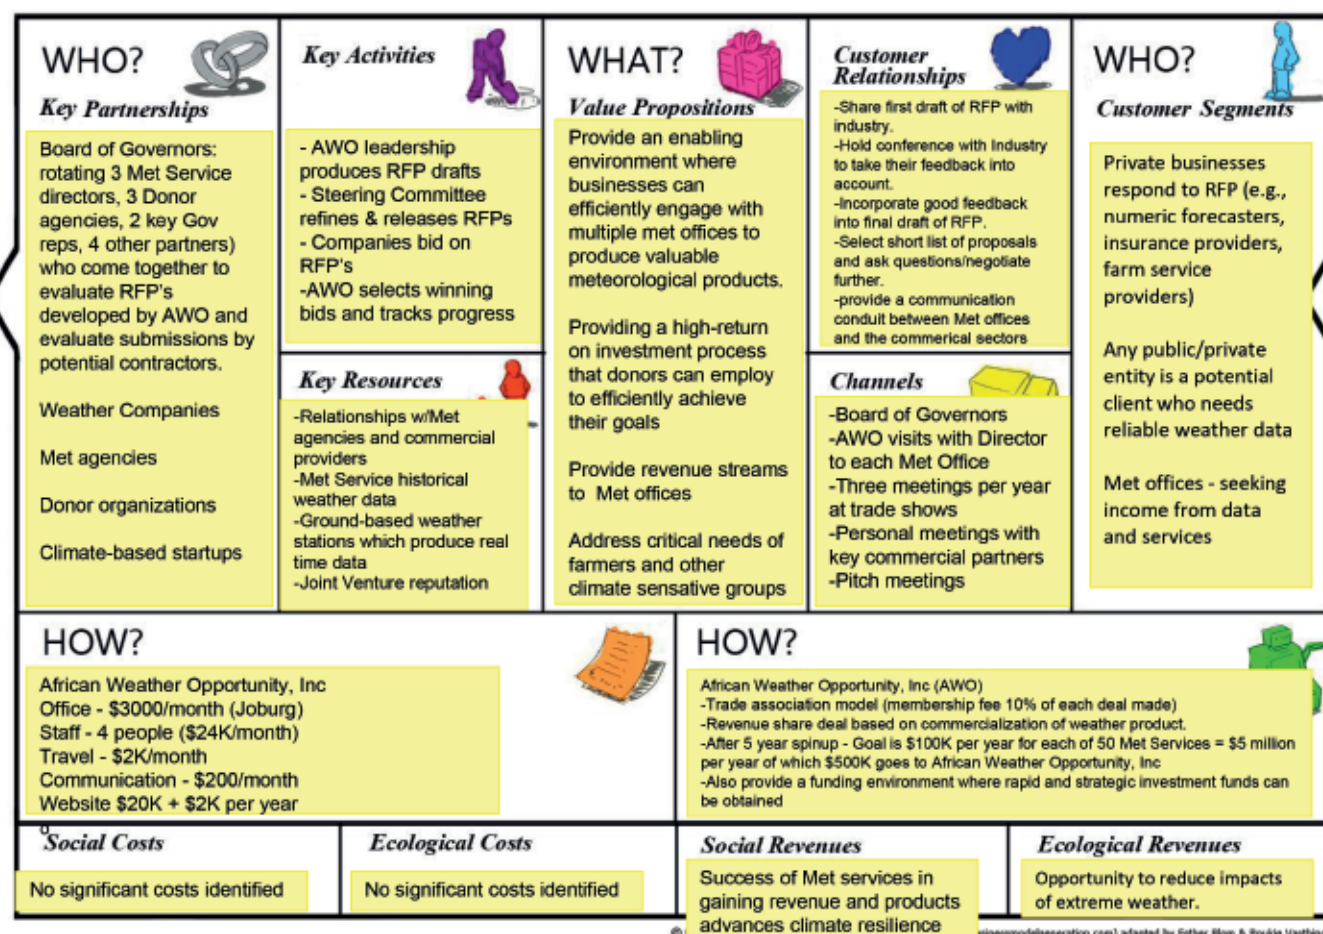 WHO?
Key Partnerships
Board of Governors:
rotating 3 Met Service
directors, 3 Donor
agencies, 2 key Gov
reps, 4 other partners)
who come together to
evaluate RFP's
developed by AWO and
evaluate submissions by
potential contractors.
Weather Companies
Met agencies
Donor organizations
Climate-based startups
Key Activities
- AWO leadership
produces RFP drafts
- Steering Committee
refines & releases RFPs
- Companies bid on
RFP's
-AWO selects winning
bids and tracks progress
Key Resources
-Relationships w/Met
agencies and commercial
providers
-Met Service historical
weather data
-Ground-based weather
stations which produce real
time data
-Joint Venture reputation
WHAT?
Value Propositions
Provide an enabling
environment where
businesses can
efficiently engage with
multiple met offices to
produce valuable
meteorological products.
Providing a high-return
on investment process
that donors can employ
to efficiently achieve
their goals
Provide revenue streams
to Met offices
Address critical needs of
farmers and other
climate sensative groups
Customer
Relationships
-Share first draft of RFP with
industry.
-Hold conference with Industry
to take their feedback into
account.
-Incorporate good feedback
into final draft of RFP.
-Select short list of proposals
and ask questions/negotiate
further.
-provide a communication
conduit between Met offices
and the commerical sectors
Channels
-Board of Governors
-AWO visits with Director
to each Met Office
-Three meetings per year
at trade shows
-Personal meetings with
key commercial partners
-Pitch meetings
WHO?
Customer Segments
Private businesses
respond to RFP (e.g.,
numeric forecasters,
insurance providers,
farm service
providers)
Any public/private
entity is a potential
client who needs
reliable weather data
Met offices - seeking
income from data
and services
HOW?
African Weather Opportunity, Inc
Office - $3000/month (Joburg)
Staff - 4 people ($24K/month)
Travel - $2K/month
Communication - $200/month
Website $20K + $2K per year
HOW?
African Weather Opportunity, Inc (AWO)
-Trade association model (membership fee 10% of each deal made)
-Revenue share deal based on commercialization of weather product.
-After 5 year spinup - Goal is $100K per year for each of 50 Met Services = $5 million
per year of which $500K goes to African Weather Opportunity, Inc
-Also provide a funding environment where rapid and strategic investment funds can
be obtained
Social Costs
No significant costs identified
Ecological Costs
No significant costs identified
Social Revenues
Success of Met services in
gaining revenue and products
advances climate resilience
Ecological Revenues
Opportunity to reduce impacts
of extreme weather.
adapted by Esther Blom &